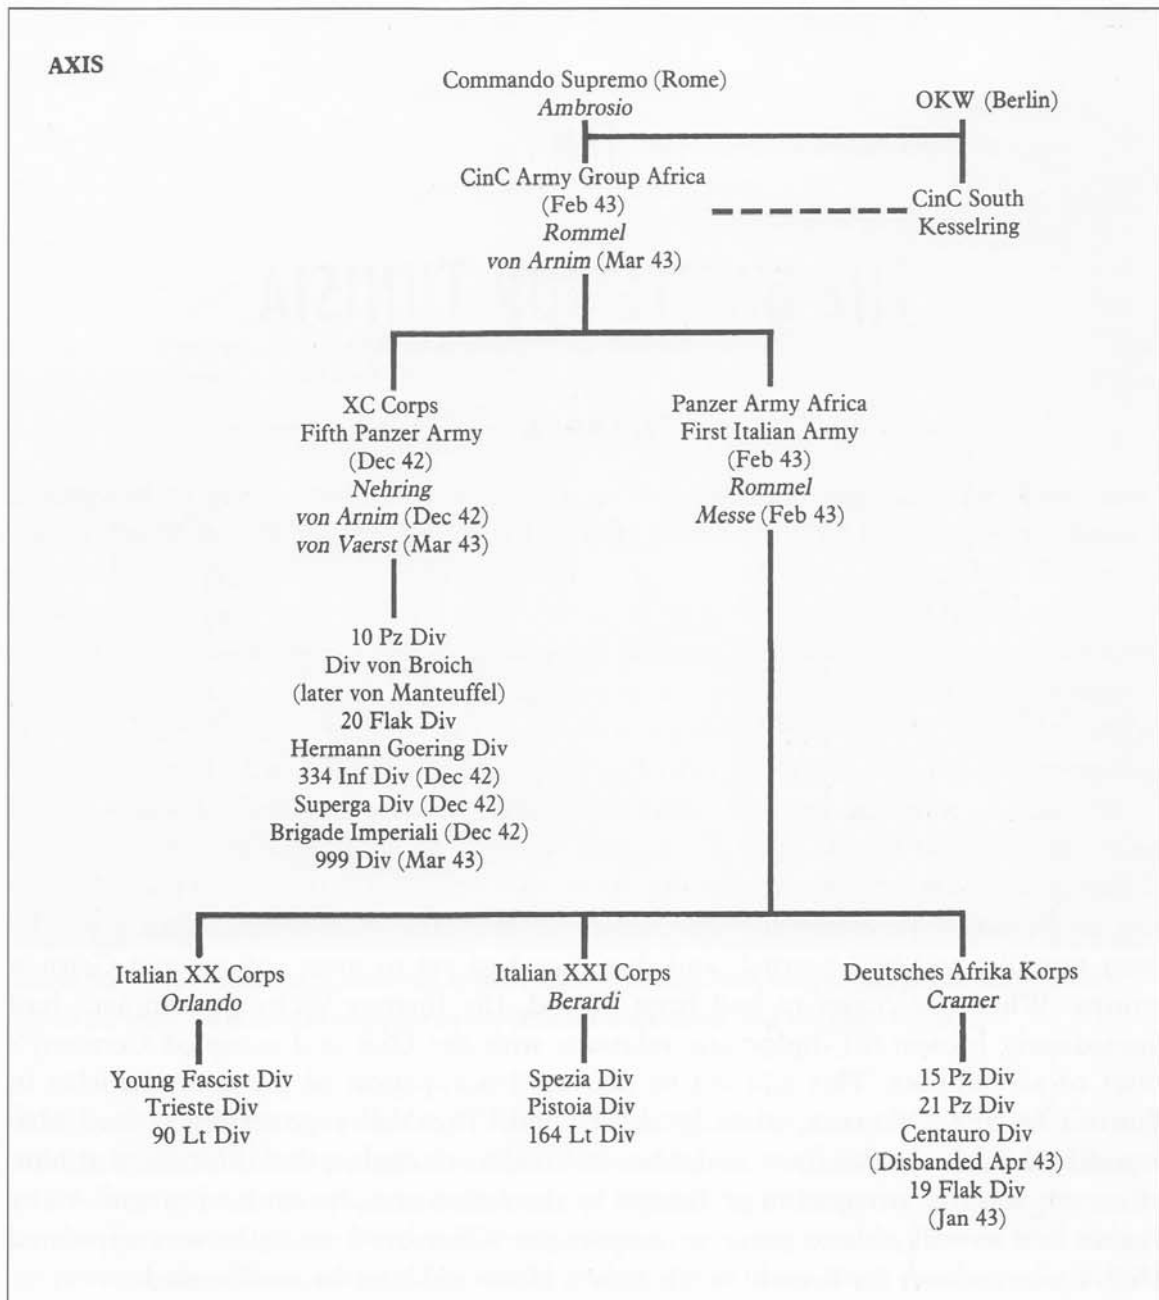 AXIS
Commando Supremo (Rome)
Ambrosio
OKW (Berlin)
CinC Army Group Africa
(Feb 43)
Rommel
von Arnim (Mar 43)
CinC South
Kesselring
XC Corps
Fifth Panzer Army
(Dec 42)
Nehring
von Arnim (Dec 42)
von Vaerst (Mar 43)
Panzer Army Africa
First Italian Army
(Feb 43)
Rommel
Messe (Feb 43)
10 Pz Div
Div von Broich
(later von Manteuffel)
20 Flak Div
Hermann Goering Div
334 Inf Div (Dec 42)
Superga Div (Dec 42)
Brigade Imperiali (Dec 42)
999 Div (Mar 43)
Italian XX Corps
Orlando
Young Fascist Div
Trieste Div
90 Lt Div
Italian XXI Corps
Berardi
Spezia Div
Pistoia Div
164 Lt Div
Deutsches Afrika Korps
Cramer
15 Pz Div
21 Pz Div
Centauro Div
(Disbanded Apr 43)
19 Flak Div
(Jan 43)